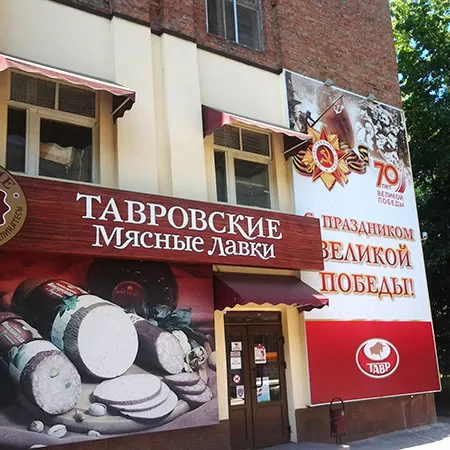 ТАВРОВСКИЕ
Мясные Лавки
70
лет
ВЕЛИКОЙ
ПОБЕДЫ
С ПРАЗДНИКОМ
ВЕЛИКОЙ
ПОБЕДЫ!
ТАВР